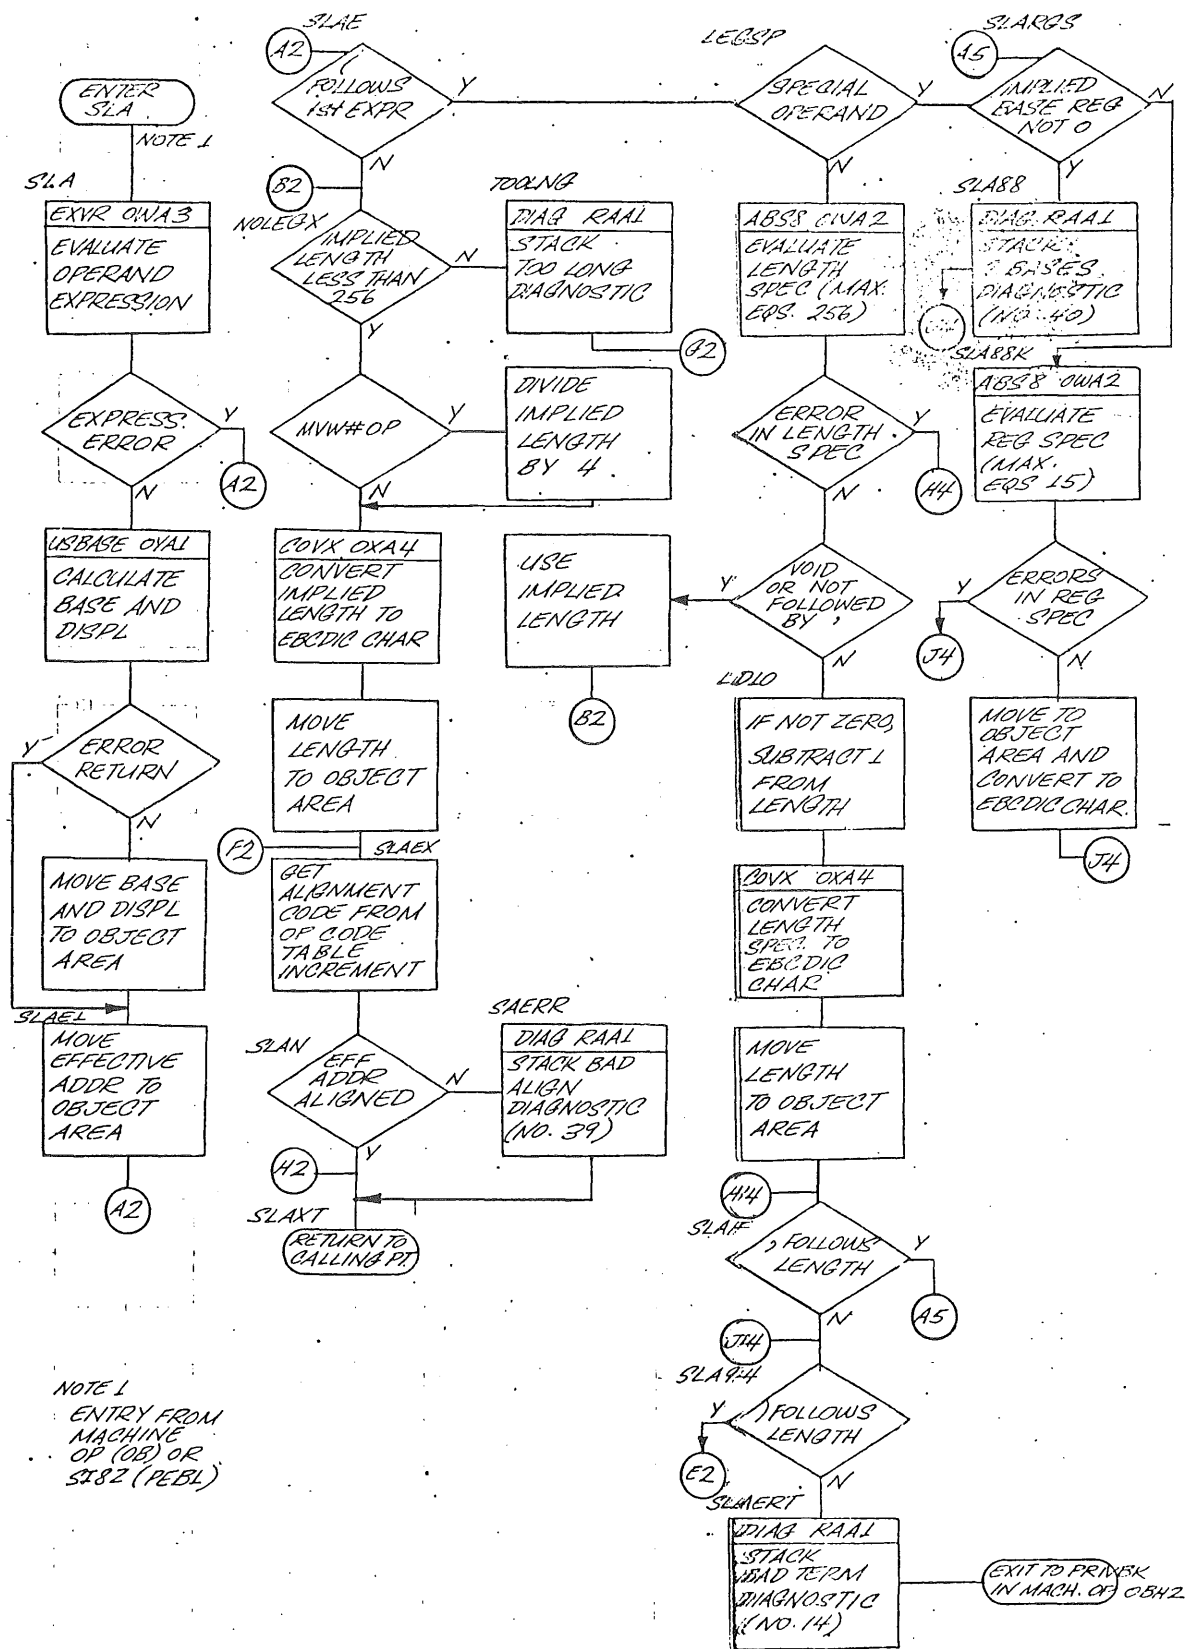 ENTER
SLA
NOTE 1
SLA
EXVR OWA3
EVALUATE
OPERAND
EXPRESSION
EXPRESS.
ERROR
Y
A2
N
USBASE OYA1
CALCULATE
BASE AND
DISPL
Y
ERROR
RETURN
N
MOVE BASE
AND DISPL
TO OBJECT
AREA
SLAE1
MOVE
EFFECTIVE
ADDR TO
OBJECT
AREA
A2
NOTE 1
ENTRY FROM
MACHINE
OP (OB) OR
SI82 (PEBL)
SLAE
A2
(
FOLLOWS
1st EXPR
Y
N
B2
NOLEGX
IMPLIED
LENGTH
LESS THAN
256
N
Y
TOOLNG
DIAG RAA1
STACK
TOO LONG
DIAGNOSTIC
G2
MVW# OP
Y
N
DIVIDE
IMPLIED
LENGTH
BY 4
COVX OXA4
CONVERT
IMPLIED
LENGTH TO
EBCDIC CHAR
USE
IMPLIED
LENGTH
B2
MOVE
LENGTH
TO OBJECT
AREA
F2
SLAEX
GET
ALIGNMENT
CODE FROM
OP CODE
TABLE
INCREMENT
SLAN
EFF
ADDR
ALIGNED
N
Y
SAERR
DIAG RAA1
STACK BAD
ALIGN
DIAGNOSTIC
(NO. 39)
H2
SLAXT
RETURN TO
CALLING PT.
LEGSP
SPECIAL
OPERAND
Y
N
ABS8 OWA2
EVALUATE
LENGTH
SPEC (MAX.
EQS. 256)
ERROR
IN LENGTH
SPEC
Y
H4
N
VOID
OR NOT
FOLLOWED
BY ,
Y
N
LID10
IF NOT ZERO,
SUBTRACT 1
FROM
LENGTH
COVX OXA4
CONVERT
LENGTH
SPEC. TO
EBCDIC
CHAR
MOVE
LENGTH
TO OBJECT
AREA
H4
SLAIF
, FOLLOWS
LENGTH
Y
A5
N
J4
SLA94
) FOLLOWS
LENGTH
Y
E2
N
SLAERT
DIAG RAA1
STACK
BAD TERM
DIAGNOSTIC
(NO. 14)
EXIT TO PRNBK
IN MACH. OP OBH2
SLARGS
A5
IMPLIED
BASE REG
NOT 0
N
Y
SLA88
DIAG RAA1
STACK
2 BASES
DIAGNOSTIC
(NO. 40)
SLA88K
ABS8 OWA2
EVALUATE
REG SPEC
(MAX.
EQS 15)
ERRORS
IN REG
SPEC
Y
J4
N
MOVE TO
OBJECT
AREA AND
CONVERT TO
EBCDIC CHAR.
J4